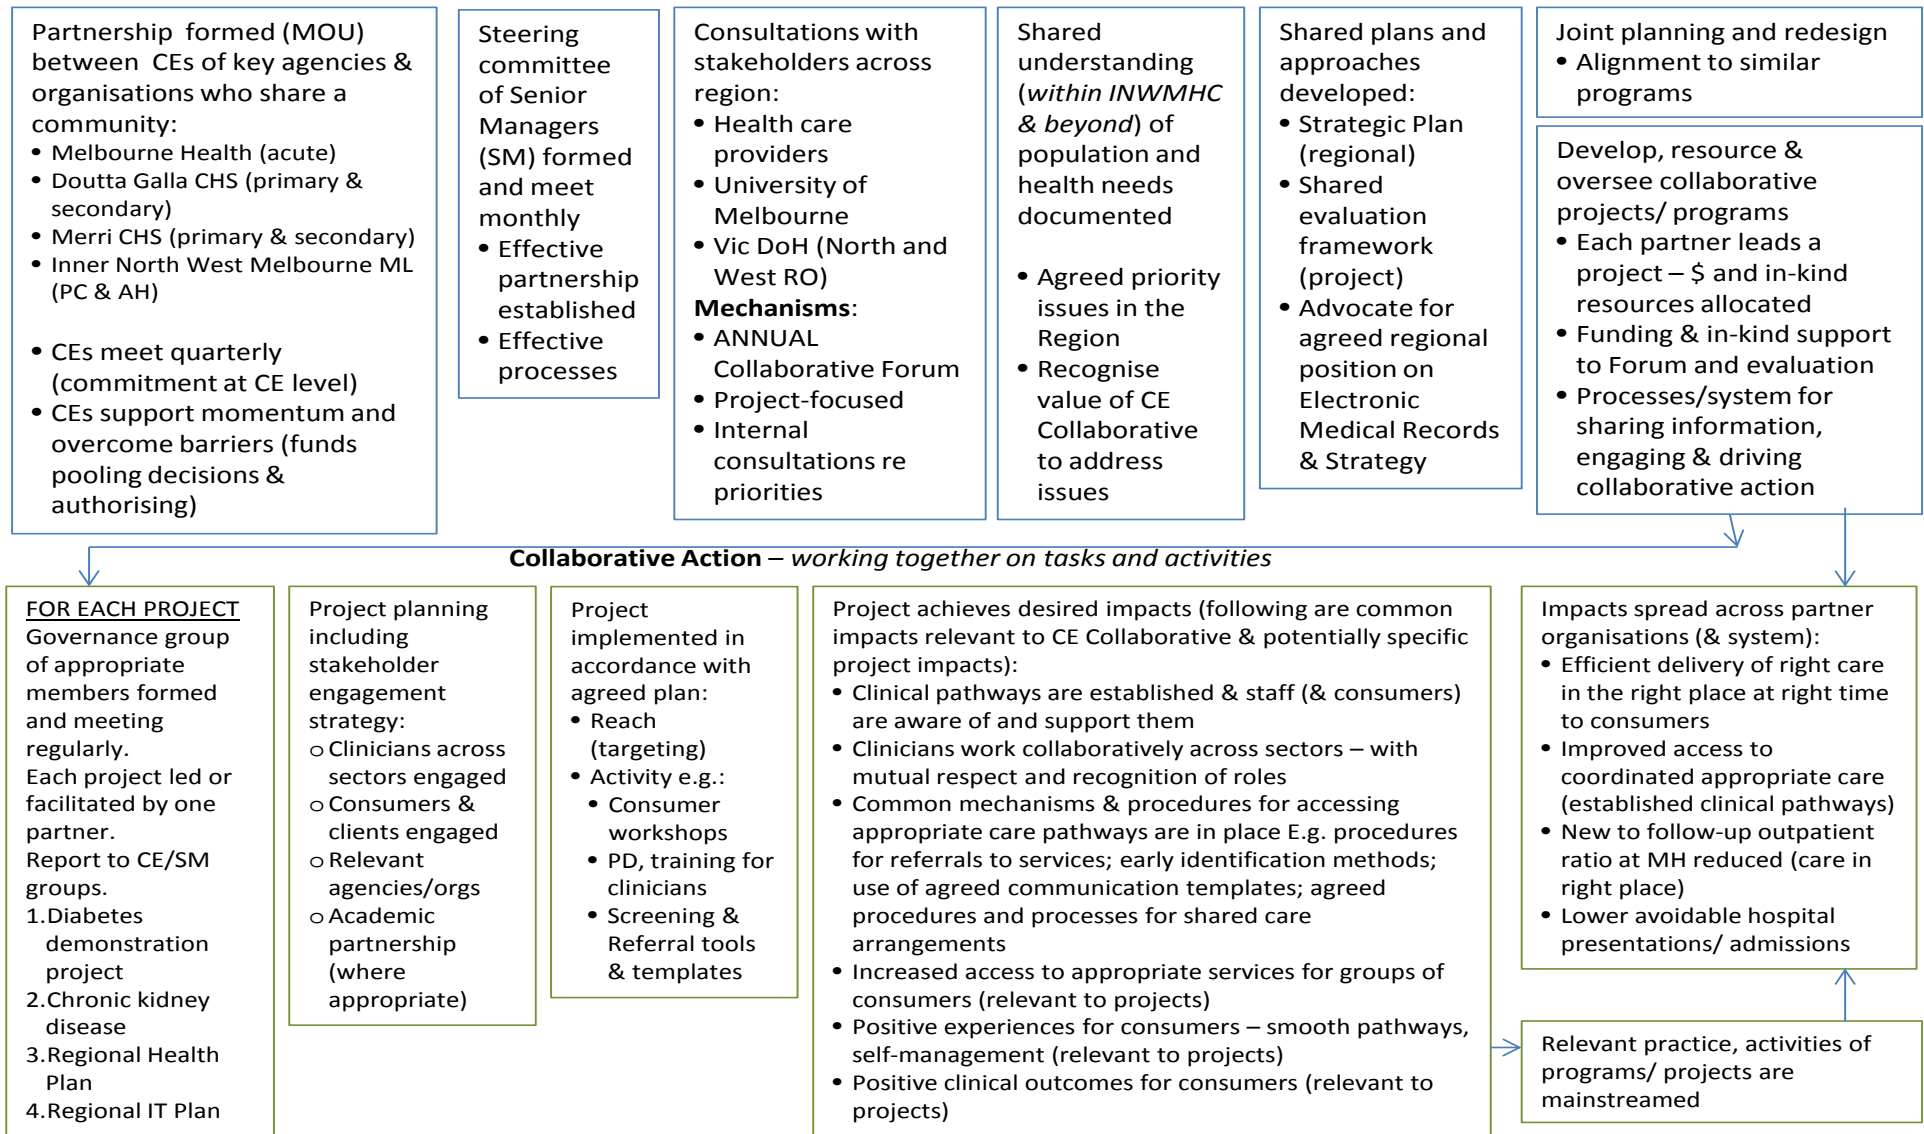 Partnership formed (MOU)
between CEs of key agencies &
organisations who share a
community:
• Melbourne Health (acute)
• Doutta Galla CHS (primary &
secondary)
• Merri CHS (primary & secondary)
• Inner North West Melbourne ML
(PC & AH)
• CEs meet quarterly
(commitment at CE level)
• CEs support momentum and
overcome barriers (funds
pooling decisions &
authorising)
Steering
committee
of Senior
Managers
(SM) formed
and meet
monthly
• Effective
partnership
established
• Effective
processes
Consultations with
stakeholders across
region:
• Health care
providers
• University of
Melbourne
• Vic DoH (North and
West RO)
Mechanisms:
• ANNUAL
Collaborative Forum
• Project-focused
• Internal
consultations re
priorities
Shared
understanding
(within INWMHC
& beyond) of
population and
health needs
documented
• Agreed priority
issues in the
Region
• Recognise
value of CE
Collaborative
to address
issues
Shared plans and
approaches
developed:
• Strategic Plan
(regional)
• Shared
evaluation
framework
(project)
• Advocate for
agreed regional
position on
Electronic
Medical Records
& Strategy
Joint planning and redesign
• Alignment to similar
programs
Develop, resource &
oversee collaborative
projects/ programs
• Each partner leads a
project – $ and in-kind
resources allocated
• Funding & in-kind support
to Forum and evaluation
• Processes/system for
sharing information,
engaging & driving
collaborative action
Collaborative Action – working together on tasks and activities
FOR EACH PROJECT
Governance group
of appropriate
members formed
and meeting
regularly.
Each project led or
facilitated by one
partner.
Report to CE/SM
groups.
1.Diabetes
demonstration
project
2.Chronic kidney
disease
3.Regional Health
Plan
4.Regional IT Plan
Project planning
including
stakeholder
engagement
strategy:
o Clinicians across
sectors engaged
o Consumers &
clients engaged
o Relevant
agencies/orgs
o Academic
partnership
(where
appropriate)
Project
implemented in
accordance with
agreed plan:
• Reach
(targeting)
• Activity e.g.:
• Consumer
workshops
• PD, training for
clinicians
• Screening &
Referral tools
& templates
Project achieves desired impacts (following are common
impacts relevant to CE Collaborative & potentially specific
project impacts):
• Clinical pathways are established & staff (& consumers)
are aware of and support them
• Clinicians work collaboratively across sectors – with
mutual respect and recognition of roles
• Common mechanisms & procedures for accessing
appropriate care pathways are in place E.g. procedures
for referrals to services; early identification methods;
use of agreed communication templates; agreed
procedures and processes for shared care
arrangements
• Increased access to appropriate services for groups of
consumers (relevant to projects)
• Positive experiences for consumers – smooth pathways,
self-management (relevant to projects)
• Positive clinical outcomes for consumers (relevant to
projects)
Impacts spread across partner
organisations (& system):
• Efficient delivery of right care
in the right place at right time
to consumers
• Improved access to
coordinated appropriate care
(established clinical pathways)
• New to follow-up outpatient
ratio at MH reduced (care in
right place)
• Lower avoidable hospital
presentations/ admissions
Relevant practice, activities of
programs/ projects are
mainstreamed